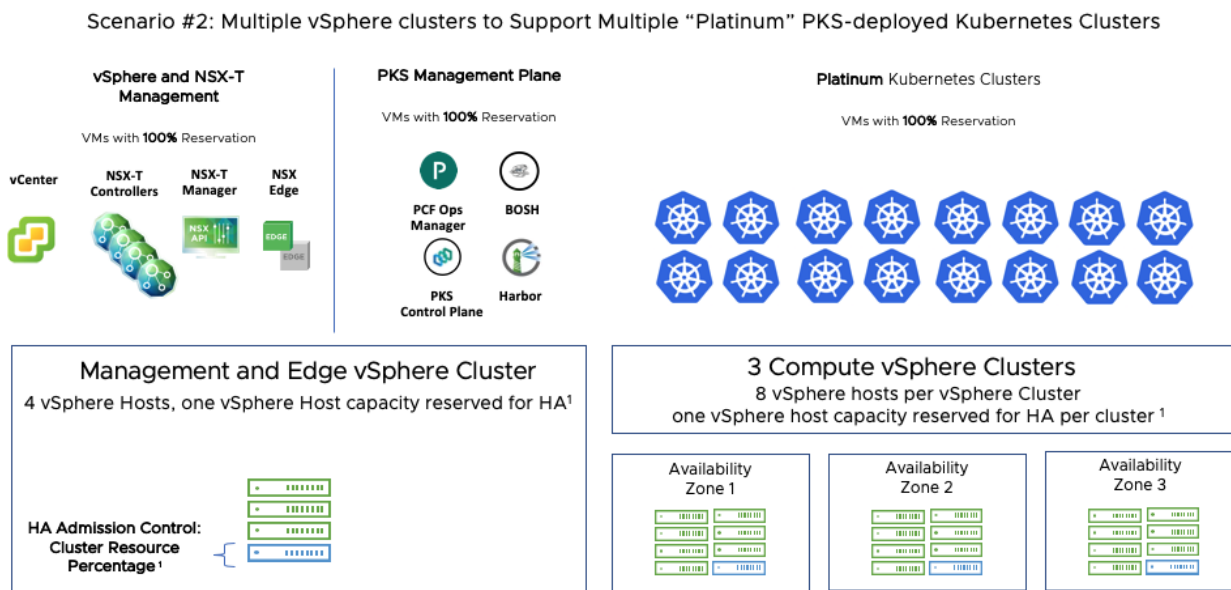 Scenario #2: Multiple vSphere clusters to Support Multiple “Platinum” PKS-deployed Kubernetes Clusters
vSphere and NSX-T
Management
VMs with 100% Reservation
vCenter
NSX-T
Controllers
NSX-T
Manager
NSX
Edge
NSX
API
EDGE
EDGE
PKS Management Plane
VMs with 100% Reservation
P
PCF Ops
Manager
BOSH
PKS
Control Plane
Harbor
Platinum Kubernetes Clusters
VMs with 100% Reservation
Management and Edge vSphere Cluster
4 vSphere Hosts, one vSphere Host capacity reserved for HA¹
HA Admission Control:
Cluster Resource
Percentage ¹
3 Compute vSphere Clusters
8 vSphere hosts per vSphere Cluster
one vSphere host capacity reserved for HA per cluster ¹
Availability
Zone 1
Availability
Zone 2
Availability
Zone 3